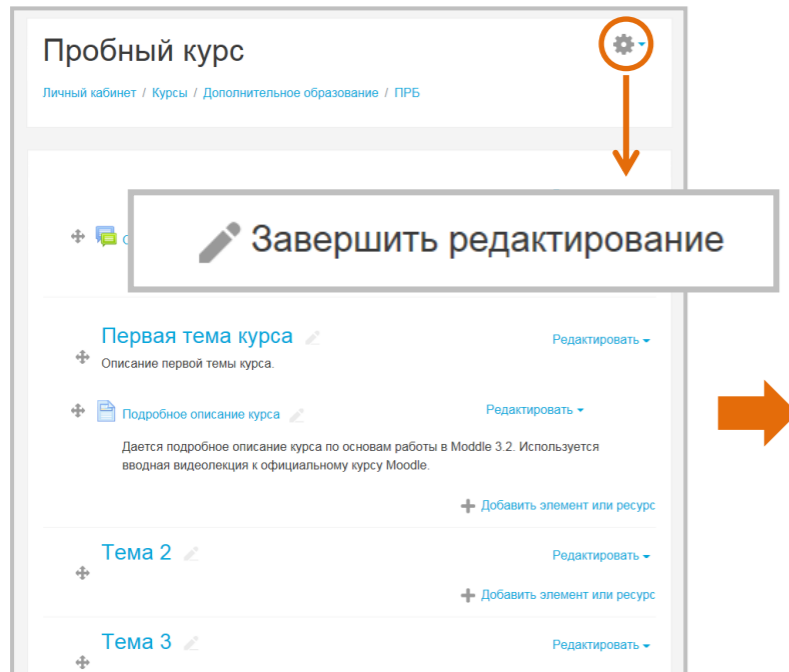 Пробный курс
Личный кабинет / Курсы / Дополнительное образование / ПРБ
Завершить редактирование
Первая тема курса
Редактировать
Описание первой темы курса.
Подробное описание курса
Редактировать
Дается подробное описание курса по основам работы в Moddle 3.2. Используется
вводная видеолекция к официальному курсу Moodle.
Добавить элемент или ресурс
Тема 2
Редактировать
Добавить элемент или ресурс
Тема 3
Редактировать